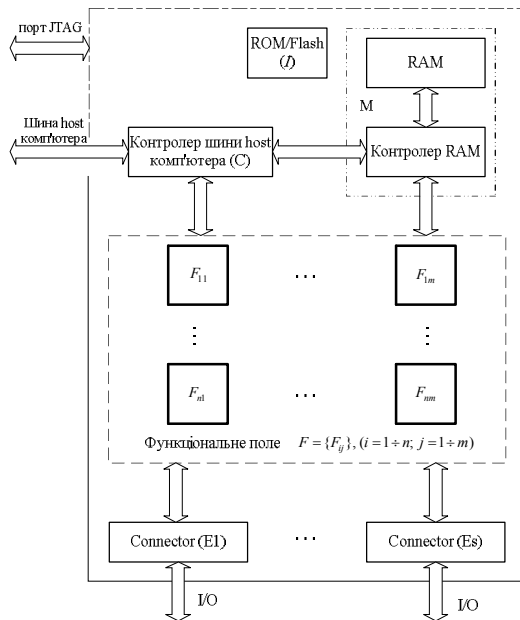 порт JTAG
ROM/Flash
(I)
RAM
M
Шина host
комп'ютера
Контролер шини host
комп'ютера (C)
Контролер RAM
F11 ... F1m
⋮ ⋮
Fn1 ... Fnm
Функціональне поле F = {Fij}, (i = 1 ÷ n; j = 1 ÷ m)
Connector (E1) ... Connector (Es)
I/O I/O